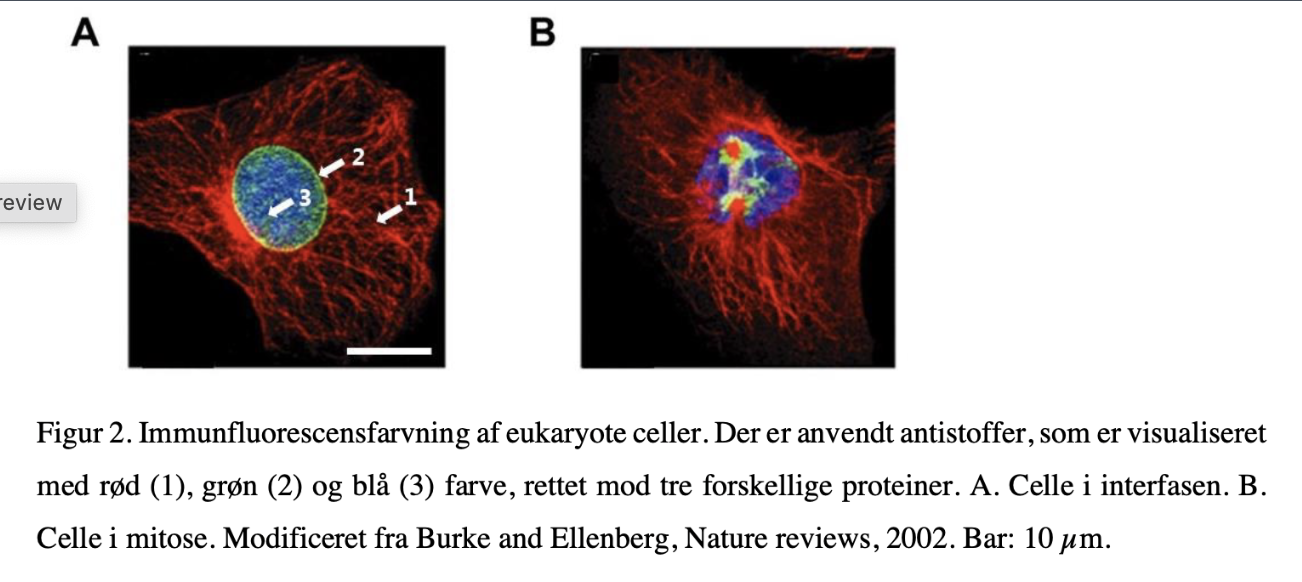 A
B
2
3
1
review
Figur 2. Immunfluorescensfarvning af eukaryote celler. Der er anvendt antistoffer, som er visualiseret
med rød (1), grøn (2) og blå (3) farve, rettet mod tre forskellige proteiner. A. Celle i interfasen. B.
Celle i mitose. Modificeret fra Burke and Ellenberg, Nature reviews, 2002. Bar: 10 µm.